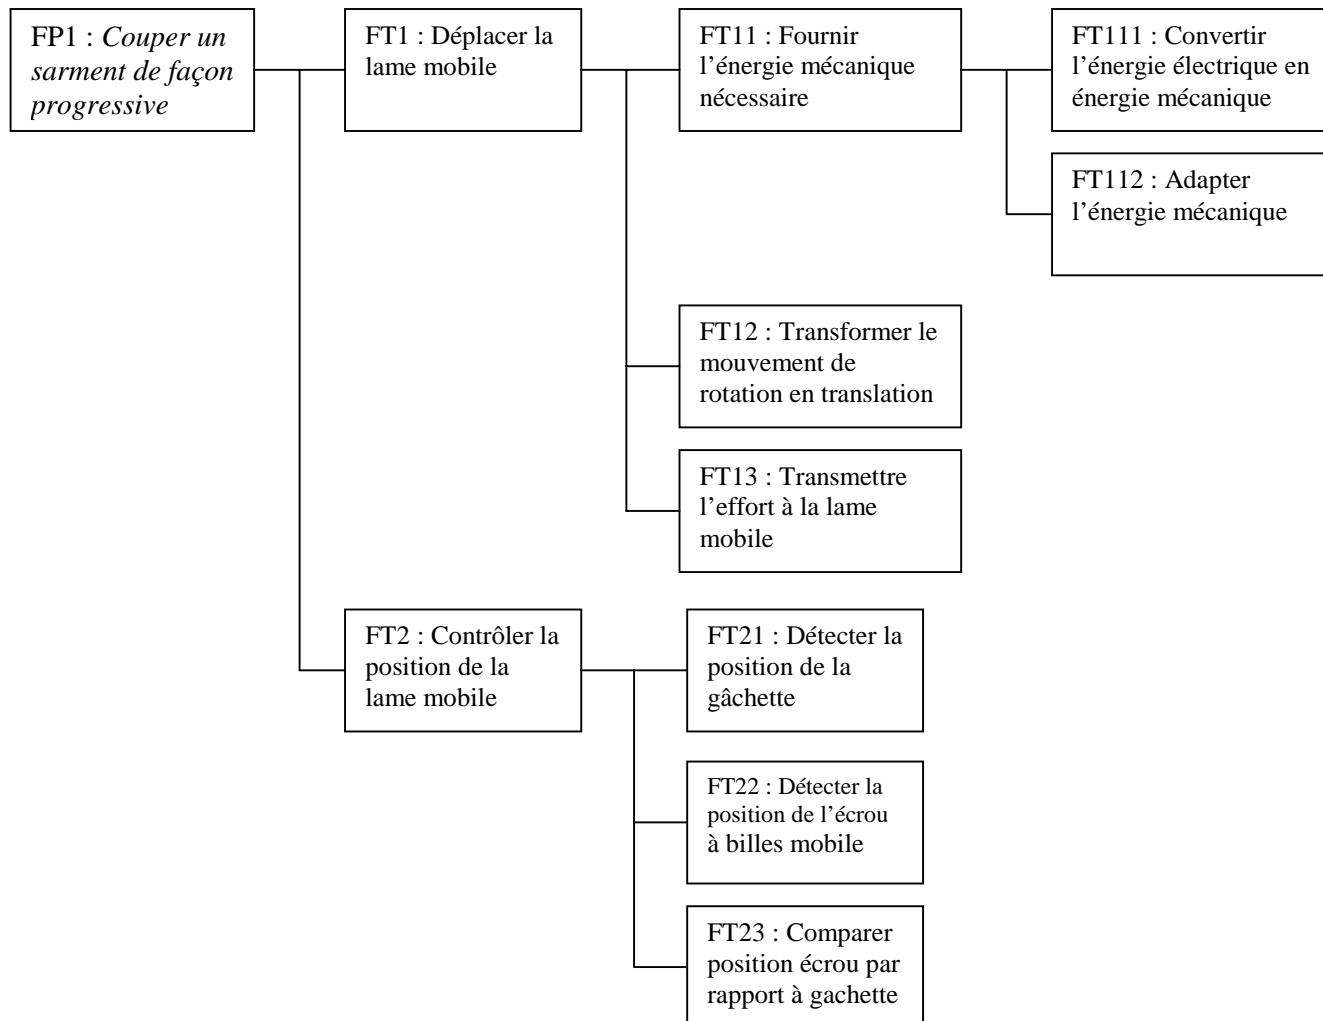 FP1 : Couper un
sarment de façon
progressive
FT1 : Déplacer la
lame mobile
FT11 : Fournir
l’énergie mécanique
nécessaire
FT111 : Convertir
l’énergie électrique en
énergie mécanique
FT112 : Adapter
l’énergie mécanique
FT12 : Transformer le
mouvement de
rotation en translation
FT13 : Transmettre
l’effort à la lame
mobile
FT2 : Contrôler la
position de la
lame mobile
FT21 : Détecter la
position de la
gâchette
FT22 : Détecter la
position de l’écrou
à billes mobile
FT23 : Comparer
position écrou par
rapport à gachette